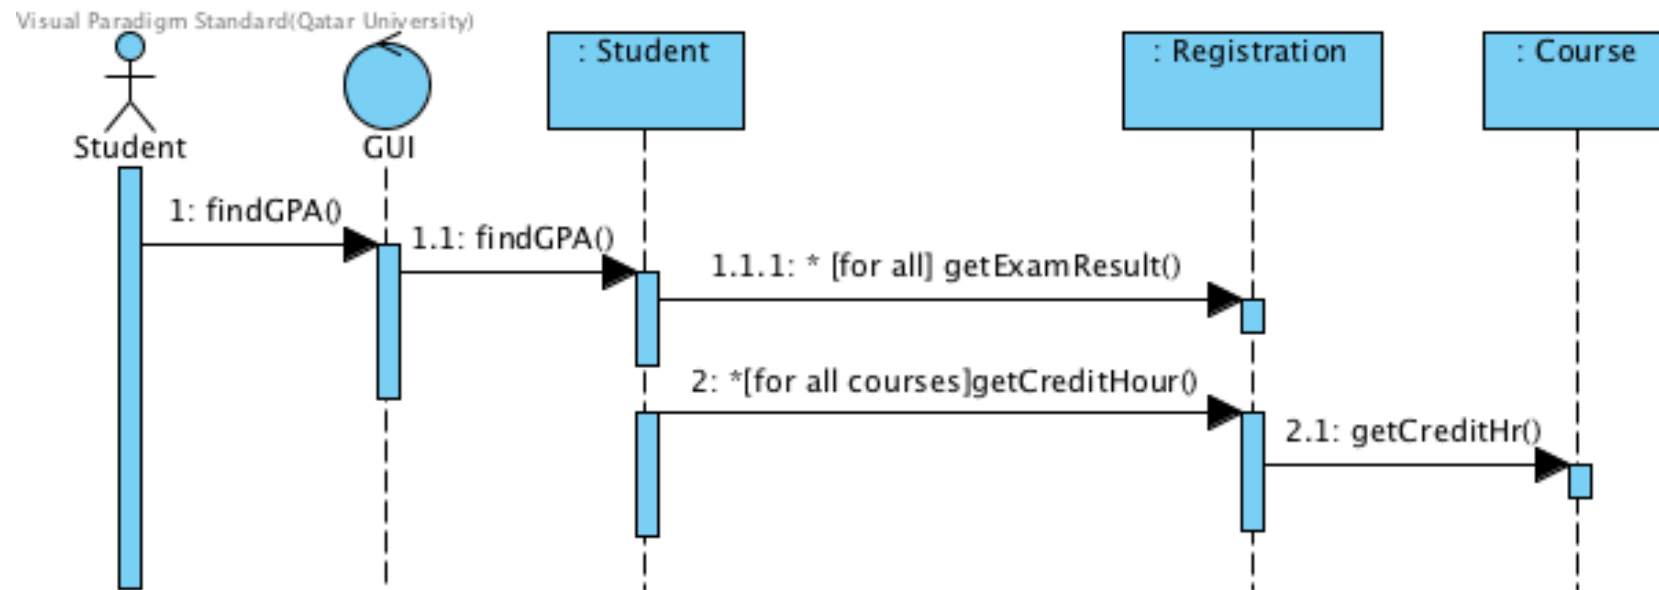 Visual Paradigm Standard(Qatar University)
: Student
: Registration
: Course
Student
GUI
1: findGPA()
1.1: findGPA()
1.1.1: * [for all] getExamResult()
2: *[for all courses]getCreditHour()
2.1: getCreditHr()